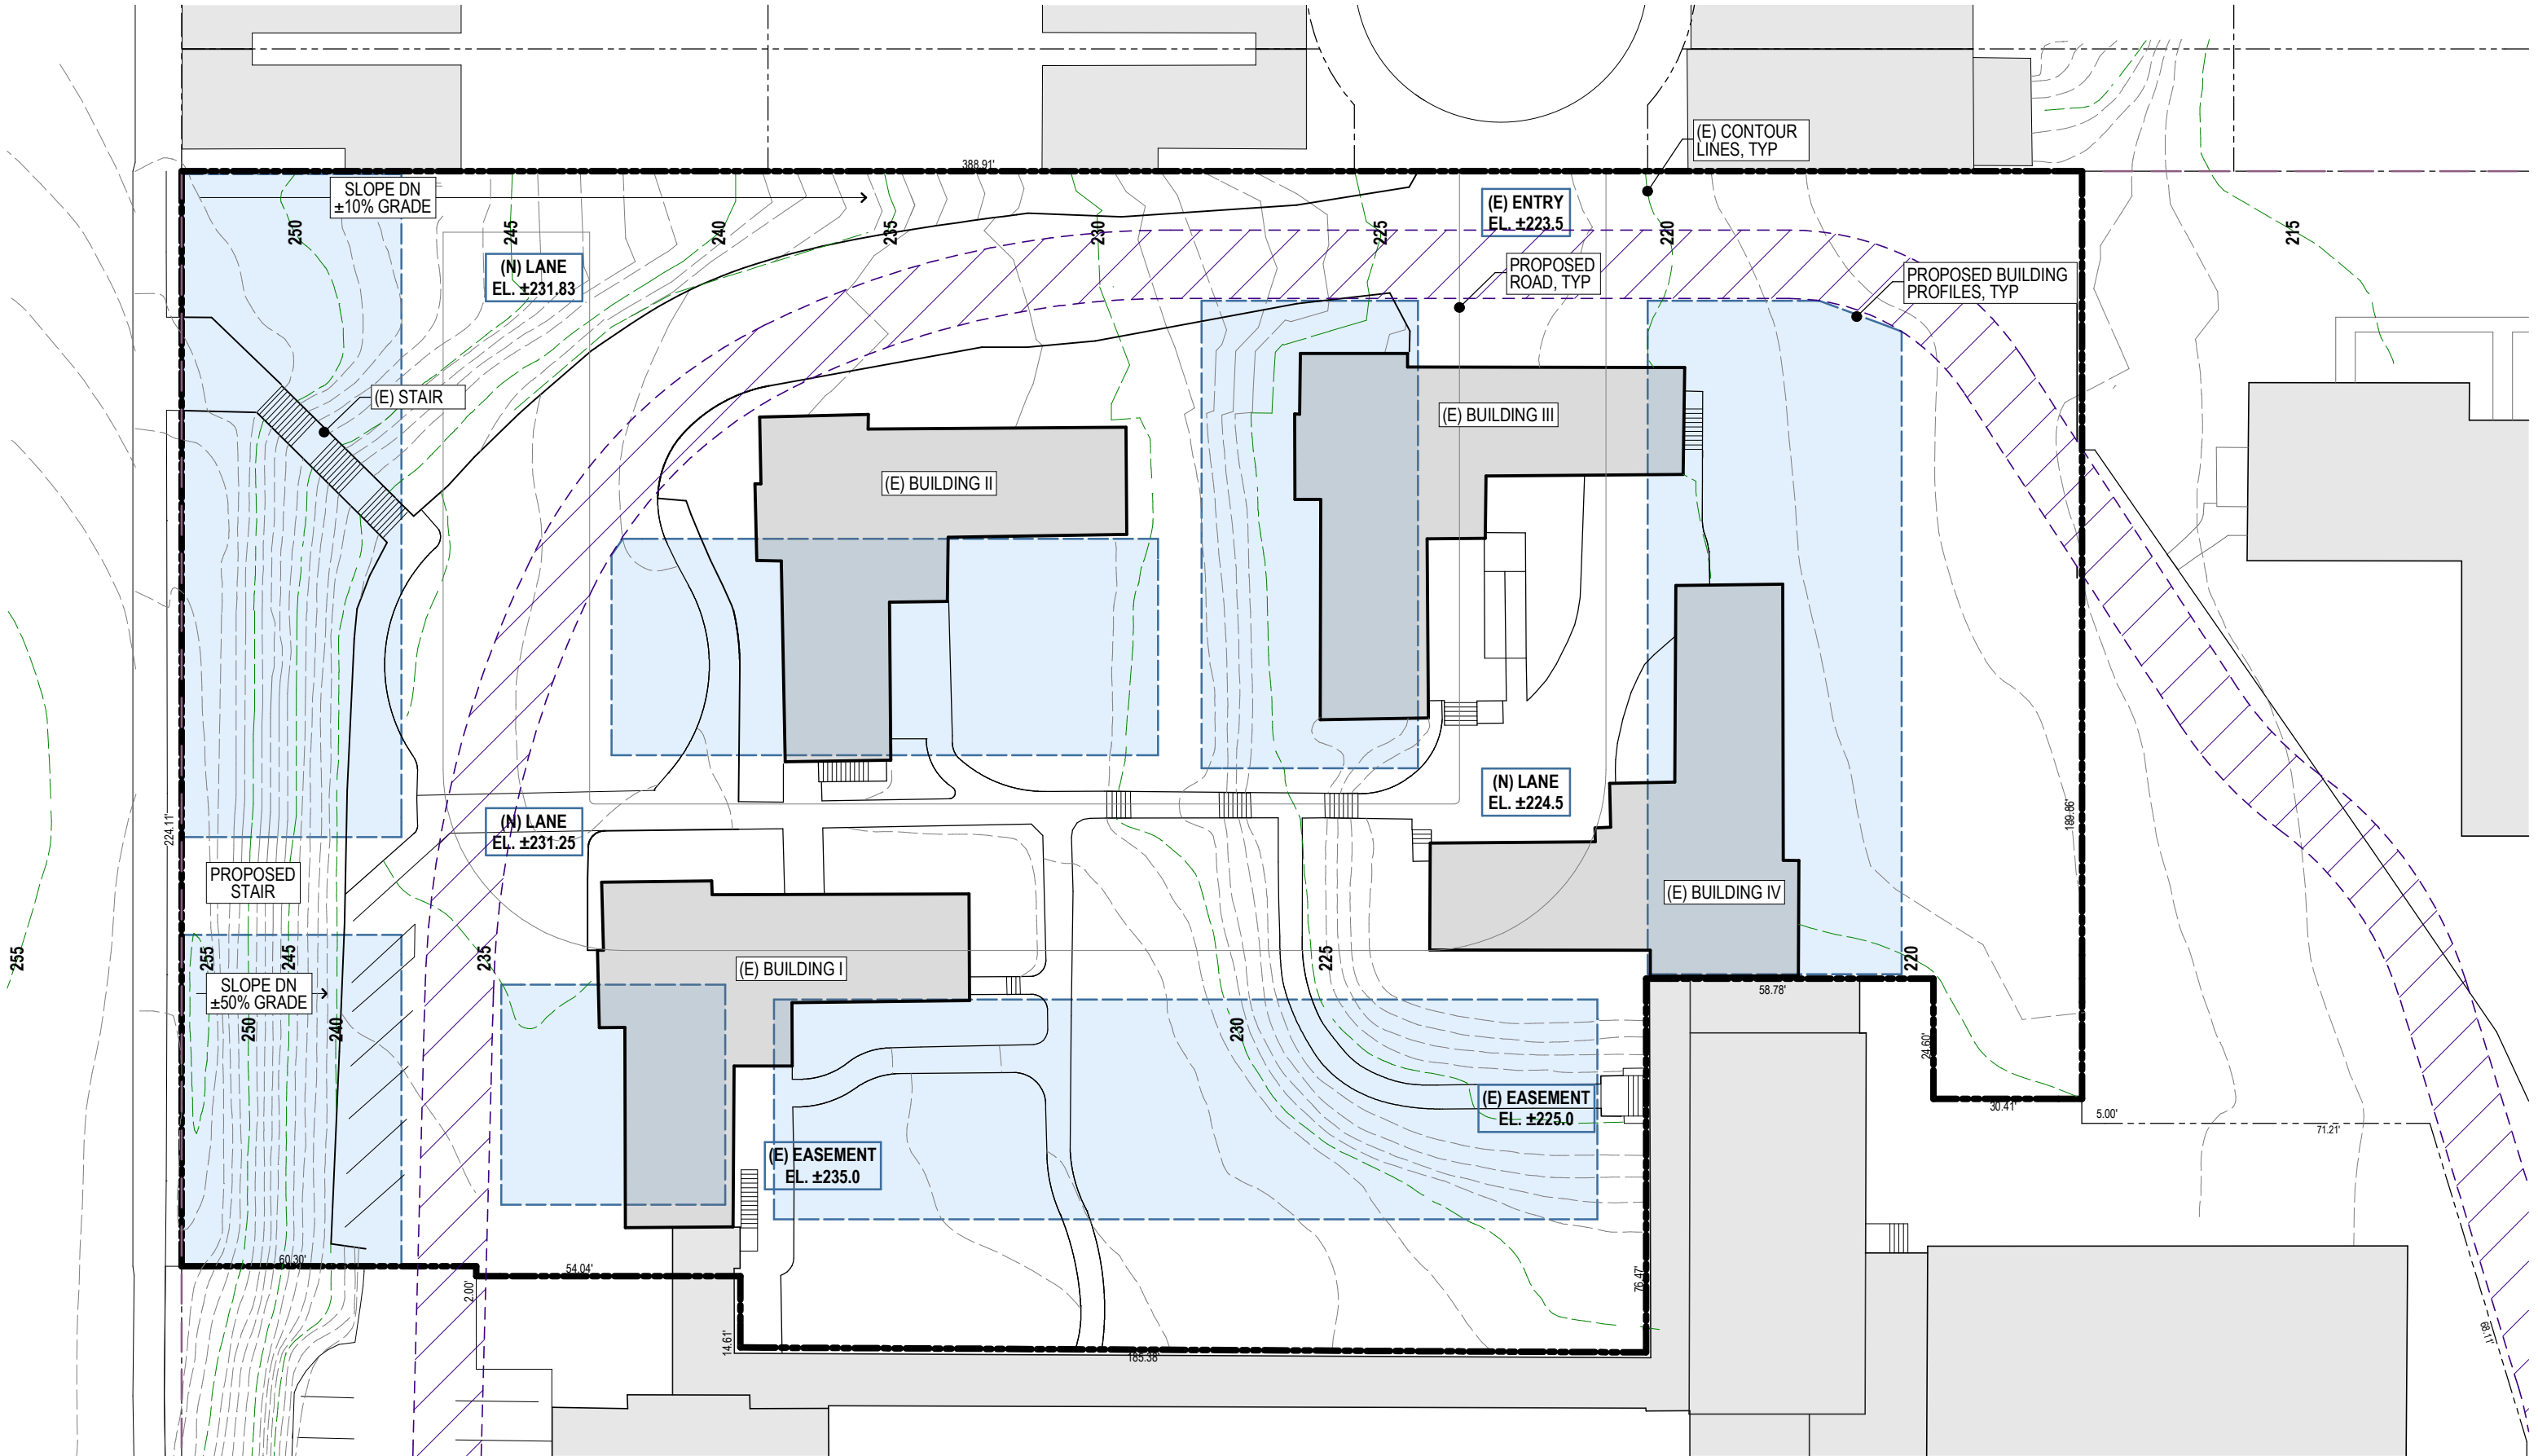 388.91'
(E) CONTOUR
LINES, TYP
SLOPE DN
±10% GRADE
250
245
240
235
230
225
(E) ENTRY
EL. ±223.5
220
215
(N) LANE
EL. ±231.83
PROPOSED
ROAD, TYP
PROPOSED BUILDING
PROFILES, TYP
(E) STAIR
(E) BUILDING III
(E) BUILDING II
(N) LANE
EL. ±224.5
(N) LANE
EL. ±231.25
224.11'
189.86'
PROPOSED
STAIR
(E) BUILDING IV
255
255
245
235
225
220
(E) BUILDING I
SLOPE DN
±50% GRADE
58.78'
250
240
230
24.60'
(E) EASEMENT
EL. ±225.0
30.41'
5.00'
71.21'
(E) EASEMENT
EL. ±235.0
60.30'
54.04'
2.00'
76.47'
14.61'
185.38'
68.11'